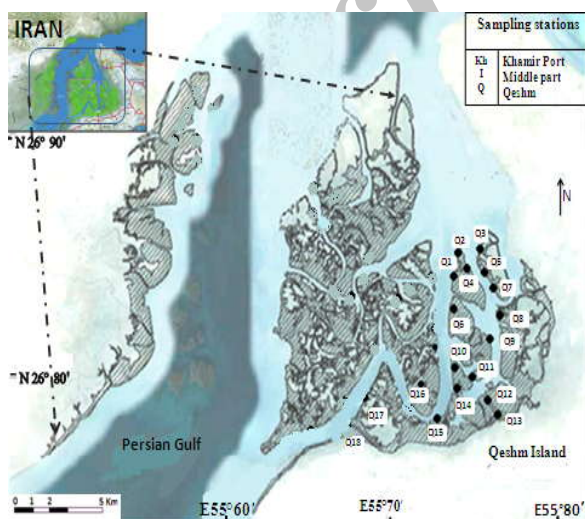 IRAN
Sampling stations
Kh Khamir Port
I Middle part
Q Qeshm
N 26° 90'
N
Q3
Q2
Q1
Q5
Q4
Q7
Q6
Q8
Q9
Q10
Q11
N 26° 80'
Q16
Q12
Q14
Q17
Q13
Q15
Q18
Persian Gulf
Qeshm Island
0 1 2 5 Km
E55°60
E55°70
E55°80